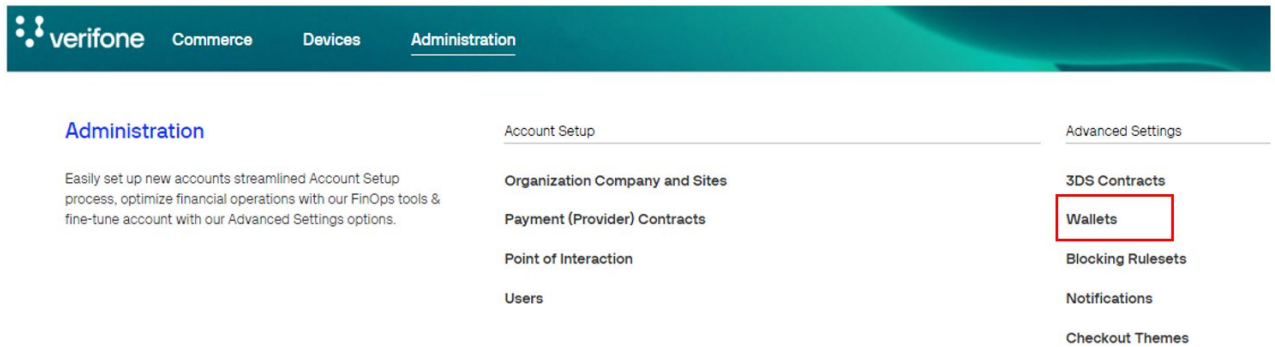 verifone Commerce Devices Administration
Administration
Easily set up new accounts streamlined Account Setup
process, optimize financial operations with our FinOps tools &
fine-tune account with our Advanced Settings options.
Account Setup
Organization Company and Sites
Payment (Provider) Contracts
Point of Interaction
Users
Advanced Settings
3DS Contracts
Wallets
Blocking Rulesets
Notifications
Checkout Themes